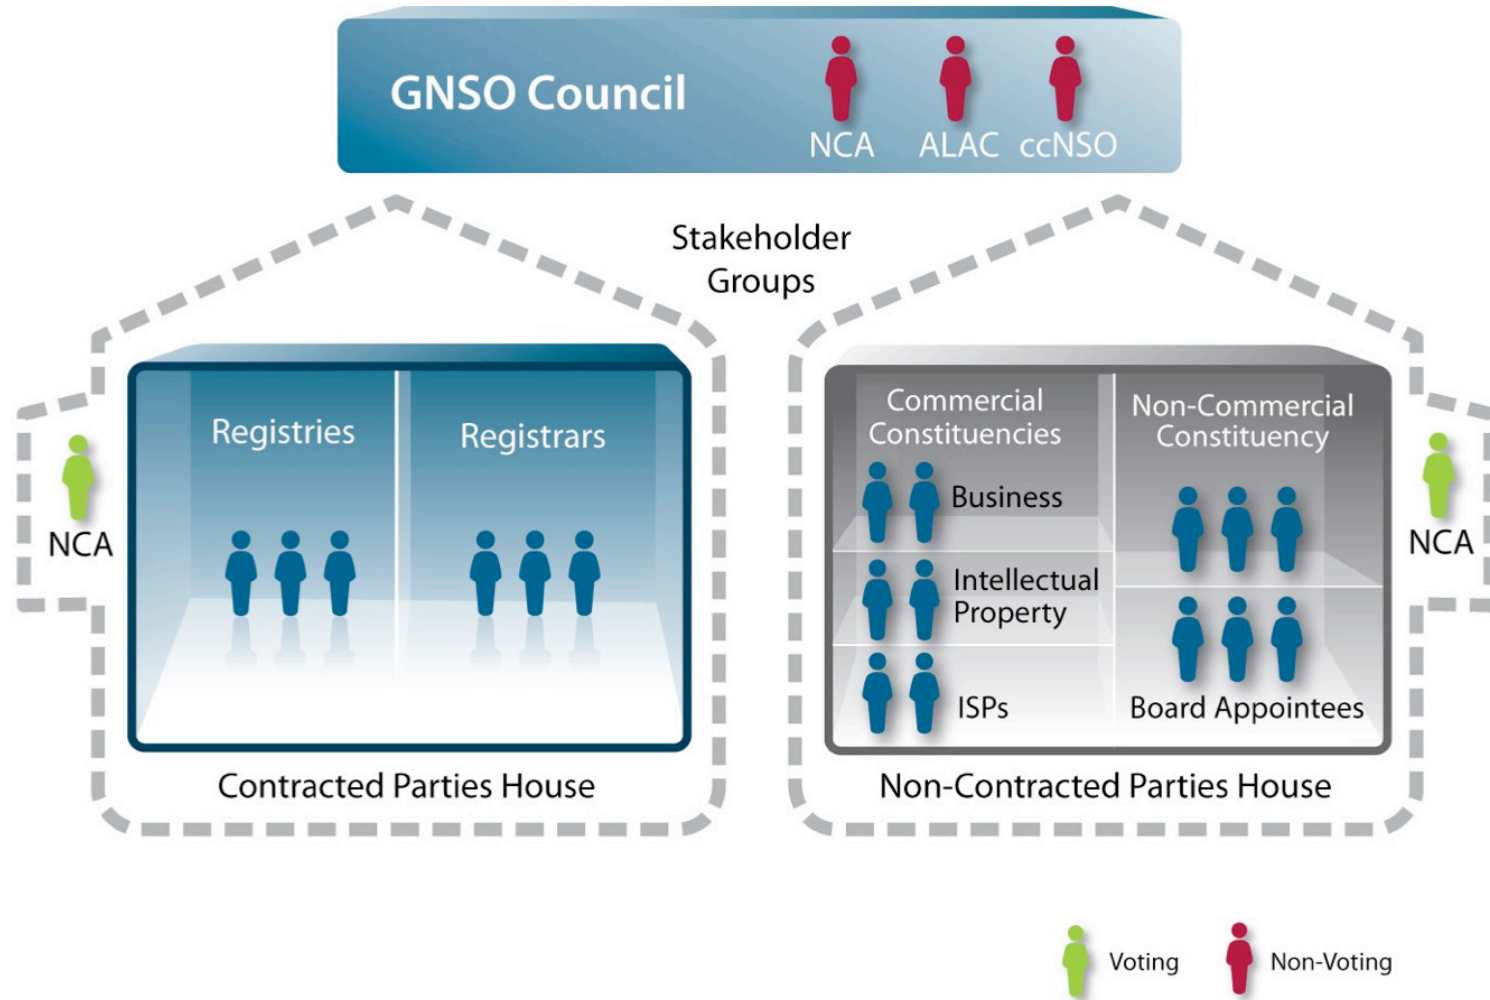 GNSO Council
NCA
ALAC
ccNSO
Stakeholder
Groups
NCA
Registries
Registrars
Contracted Parties House
Commercial
Constituencies
Business
Intellectual
Property
ISPs
Non-Commercial
Constituency
Board Appointees
NCA
Non-Contracted Parties House
Voting
Non-Voting